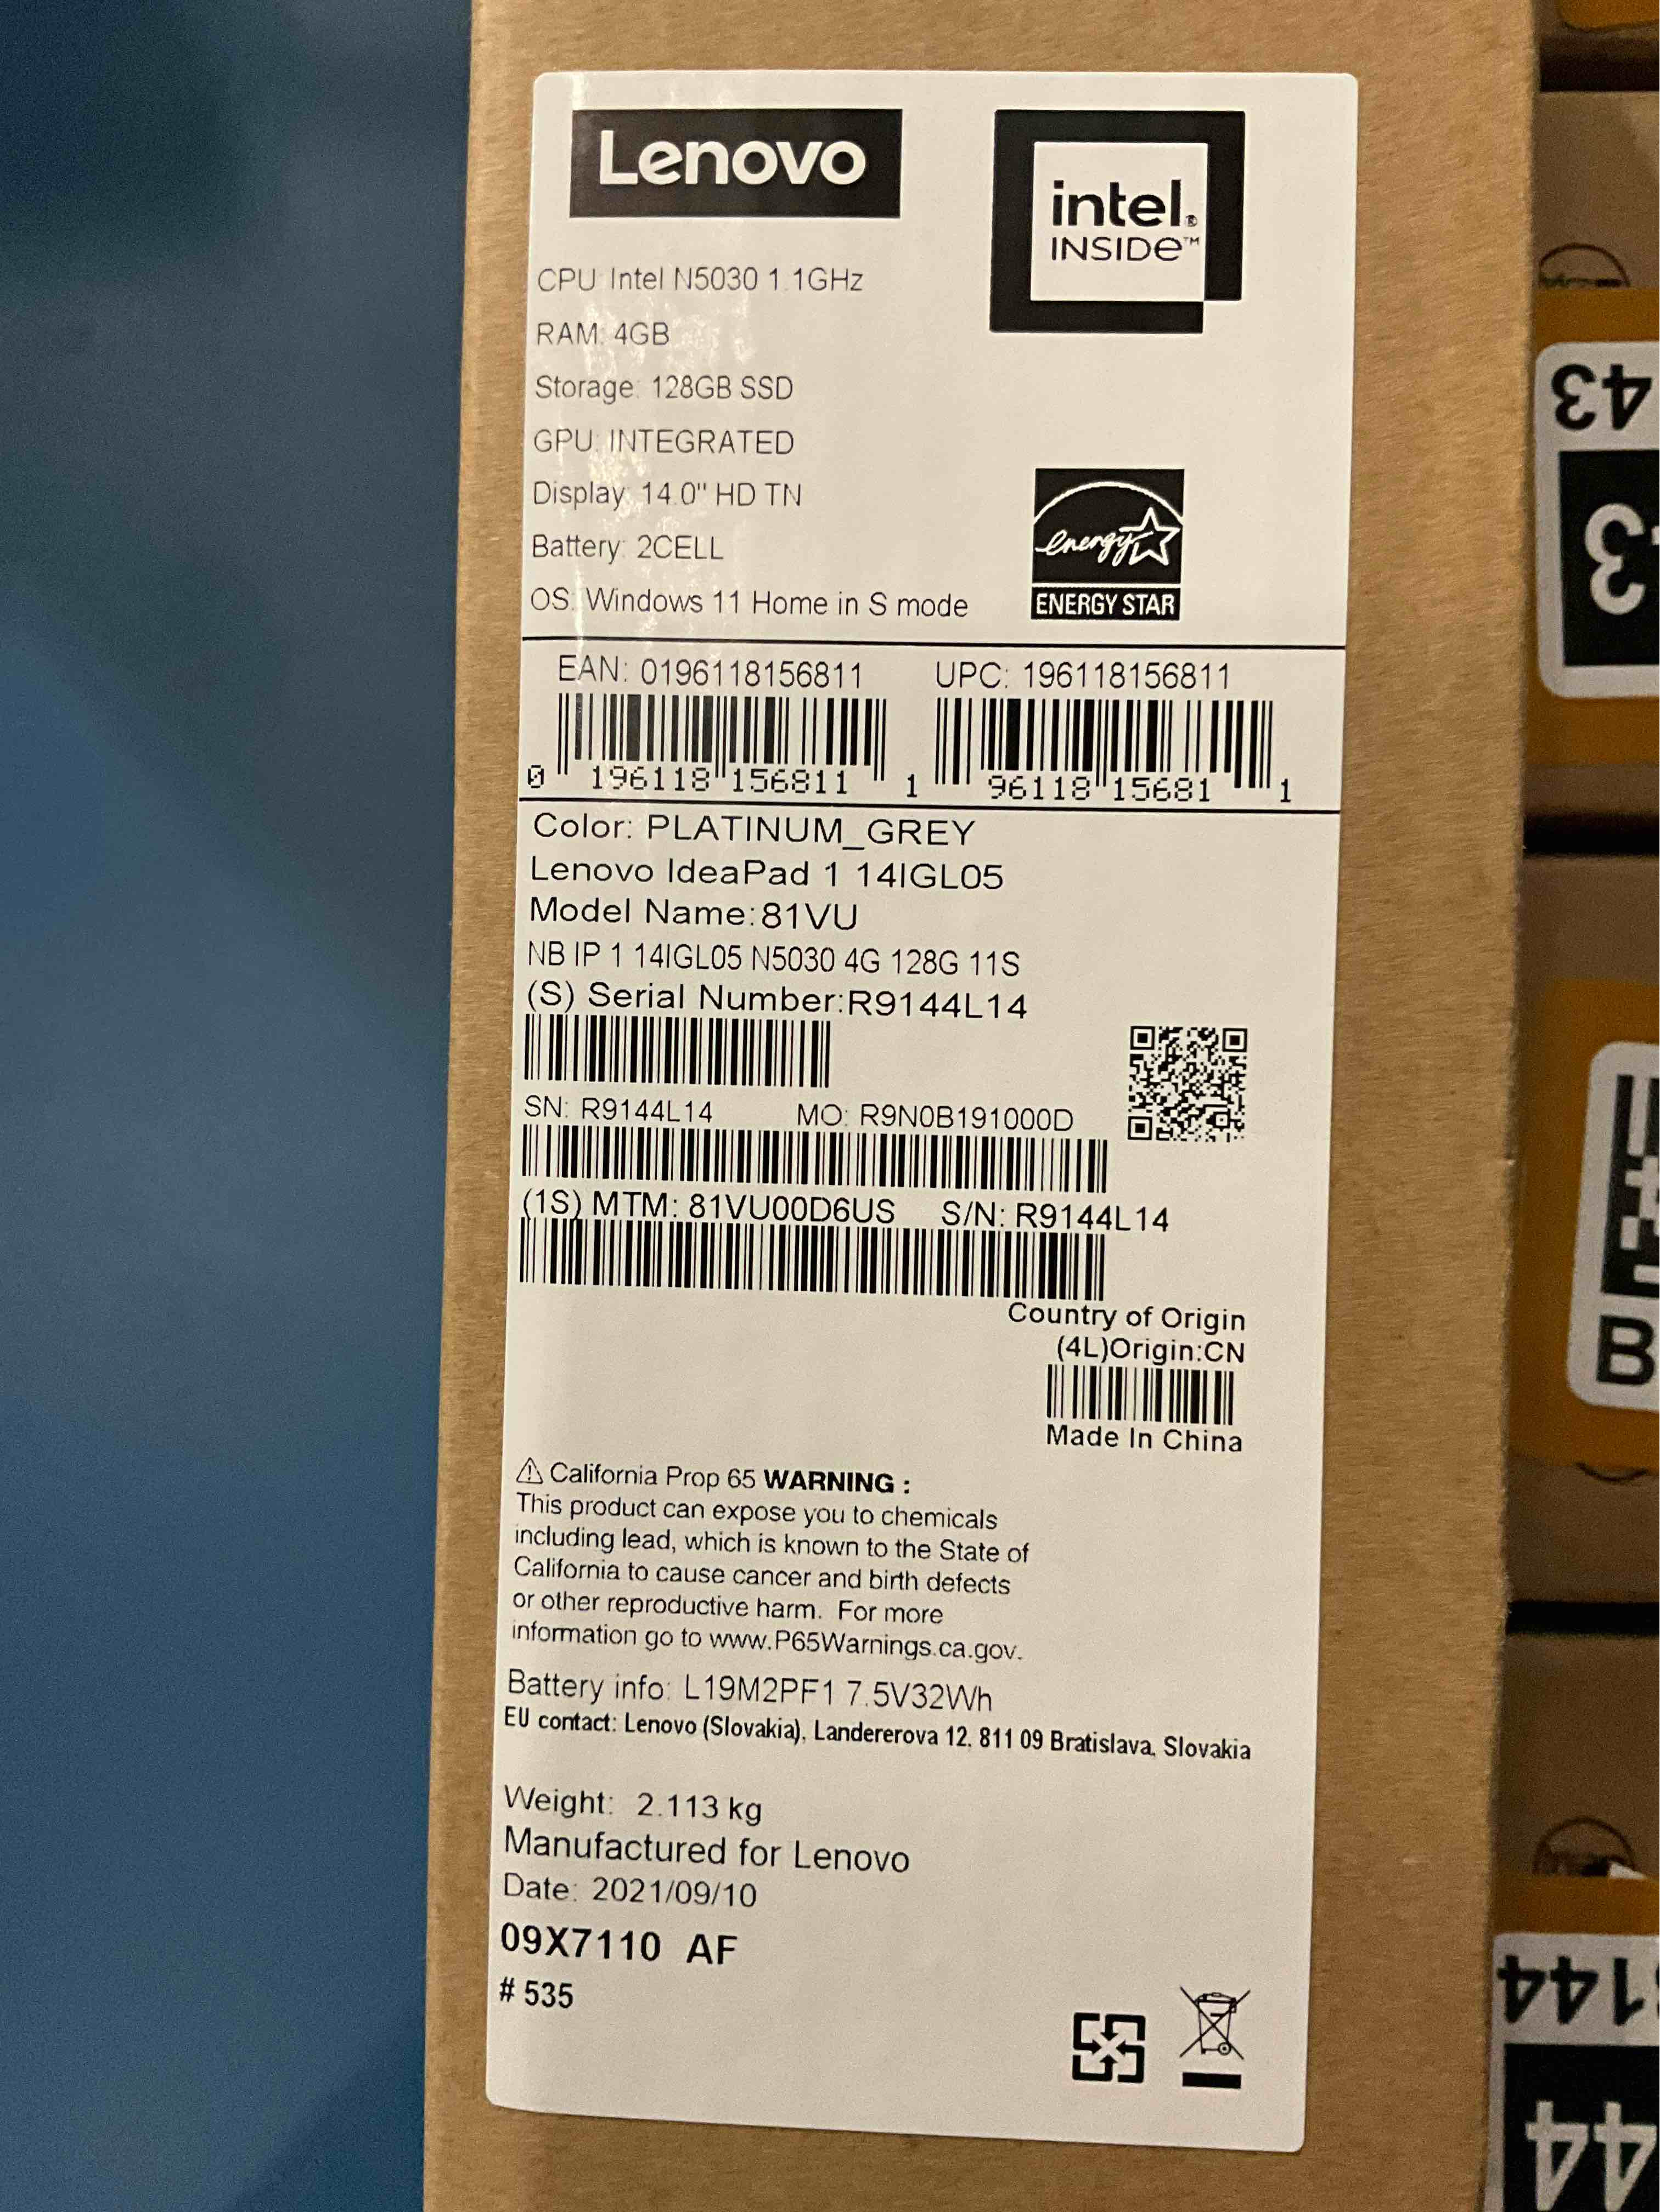 Lenovo
intel®
INSIDe™
CPU: Intel N5030 1.1GHz
RAM: 4GB
Storage: 128GB SSD
GPU: INTEGRATED
Display: 14.0" HD TN
Battery: 2CELL
OS: Windows 11 Home in S mode
energy
ENERGY STAR
EAN: 0196118156811 UPC: 196118156811
0 196118 156811 1 96118 15681 1
Color: PLATINUM_GREY
Lenovo IdeaPad 1 14IGL05
Model Name:81VU
NB IP 1 14IGL05 N5030 4G 128G 11S
(S) Serial Number:R9144L14
SN: R9144L14 MO: R9N0B191000D
(1S) MTM: 81VU00D6US S/N: R9144L14
Country of Origin
(4L)Origin:CN
Made In China
⚠ California Prop 65 WARNING :
This product can expose you to chemicals
including lead, which is known to the State of
California to cause cancer and birth defects
or other reproductive harm. For more
information go to www.P65Warnings.ca.gov.
Battery info: L19M2PF1 7.5V32Wh
EU contact: Lenovo (Slovakia), Landererova 12, 811 09 Bratislava, Slovakia
Weight: 2.113 kg
Manufactured for Lenovo
Date: 2021/09/10
09X7110 AF
# 535
43
3
B
144
44